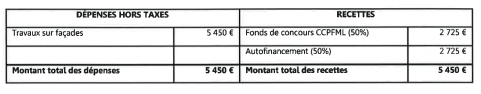 DÉPENSES HORS TAXES RECETTES
Travaux sur façades 5 450 € Fonds de concours CCPFML (50%) 2 725 €
Autofinancement (50%) 2 725 €
Montant total des dépenses 5 450 € Montant total des recettes 5 450 €